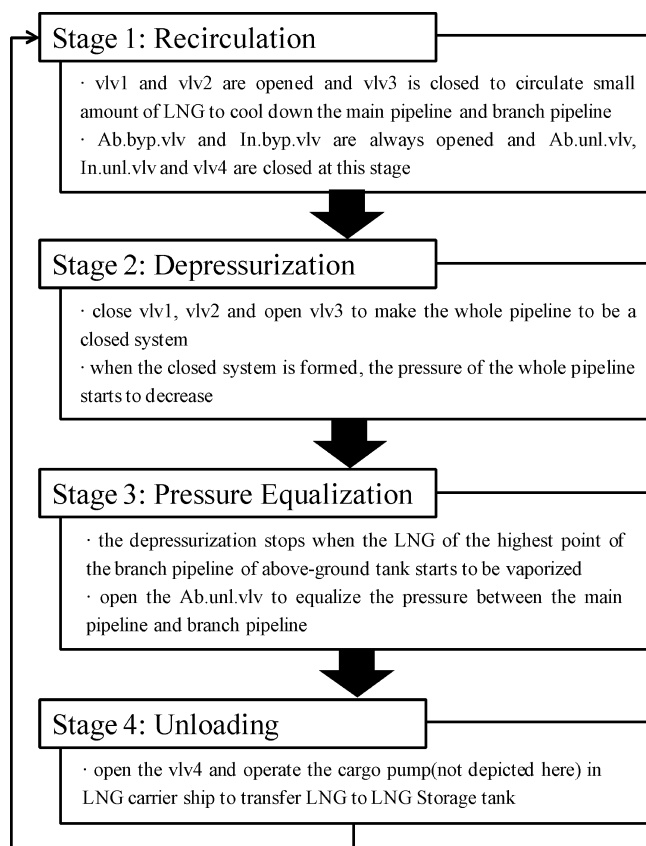 Stage 1: Recirculation
· vlv1 and vlv2 are opened and vlv3 is closed to circulate small
amount of LNG to cool down the main pipeline and branch pipeline
· Ab.byp.vlv and In.byp.vlv are always opened and Ab.unl.vlv,
In.unl.vlv and vlv4 are closed at this stage
Stage 2: Depressurization
· close vlv1, vlv2 and open vlv3 to make the whole pipeline to be a
closed system
· when the closed system is formed, the pressure of the whole pipeline
starts to decrease
Stage 3: Pressure Equalization
· the depressurization stops when the LNG of the highest point of
the branch pipeline of above-ground tank starts to be vaporized
· open the Ab.unl.vlv to equalize the pressure between the main
pipeline and branch pipeline
Stage 4: Unloading
· open the vlv4 and operate the cargo pump(not depicted here) in
LNG carrier ship to transfer LNG to LNG Storage tank